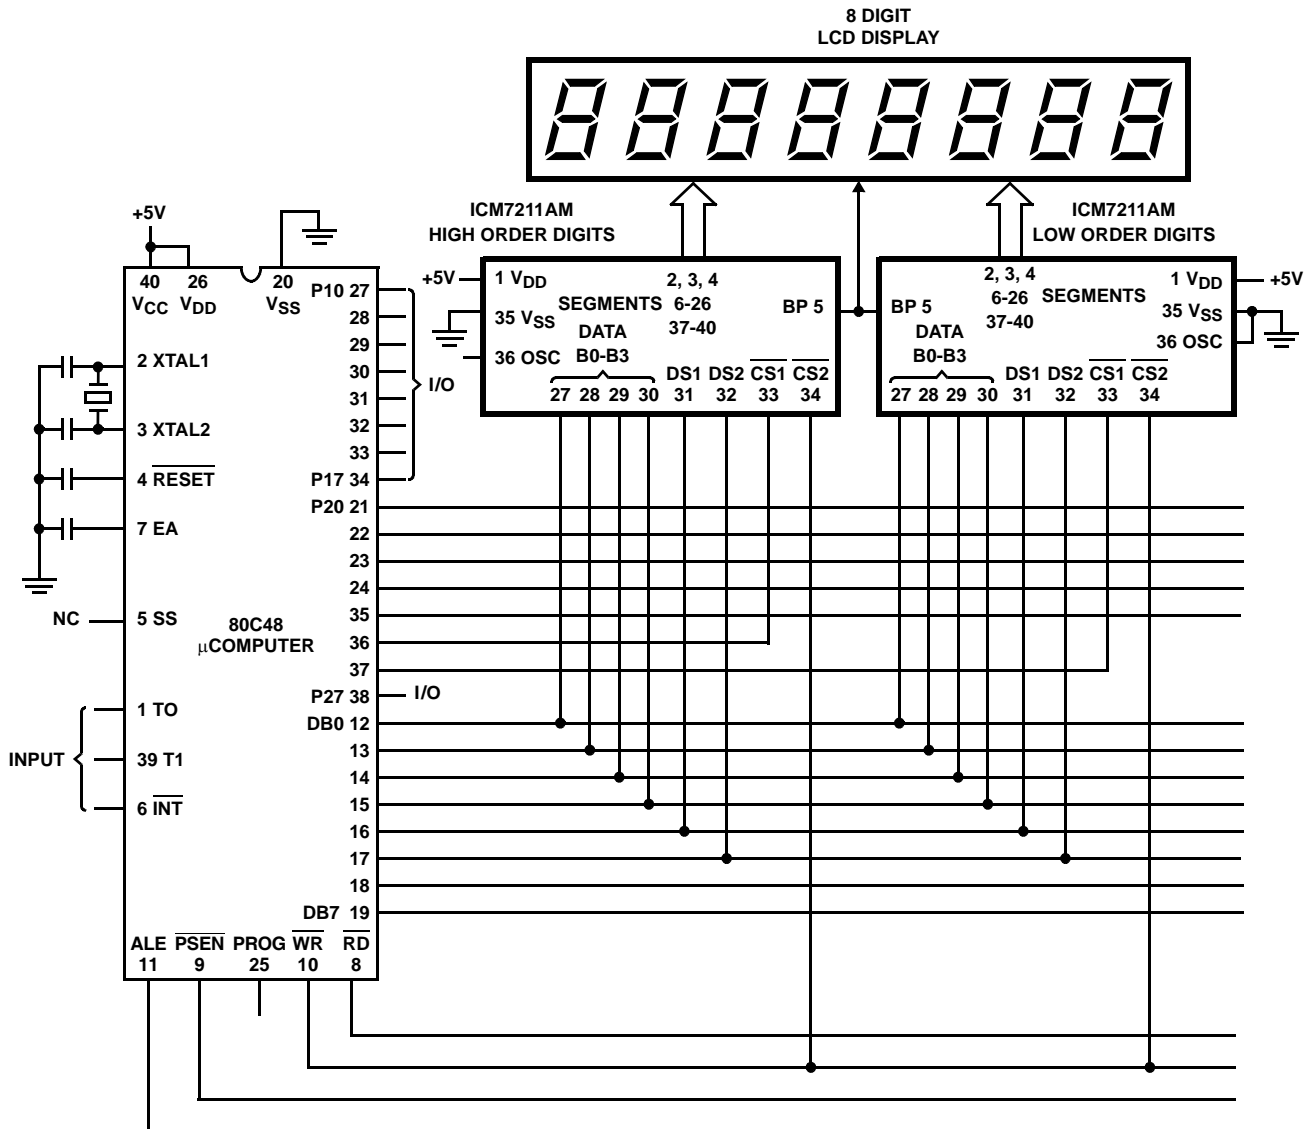 8 DIGIT
LCD DISPLAY
ICM7211AM
HIGH ORDER DIGITS
ICM7211AM
LOW ORDER DIGITS
+5V
40
VCC
26
VDD
20
VSS
2 XTAL1
3 XTAL2
4 RESET
7 EA
NC
5 SS
80C48
μCOMPUTER
INPUT
1 TO
39 T1
6 INT
ALE
11
PSEN
9
PROG
25
WR
10
RD
8
P10 27
28
29
30
31
32
33
P17 34
I/O
P20 21
22
23
24
35
36
37
P27 38
I/O
DB0 12
13
14
15
16
17
18
DB7 19
+5V
1 VDD
35 VSS
36 OSC
SEGMENTS
2, 3, 4
6-26
37-40
BP 5
DATA
B0-B3
27 28 29 30
DS1
31
DS2
32
CS1
33
CS2
34
BP 5
2, 3, 4
6-26
37-40
SEGMENTS
1 VDD
+5V
35 VSS
36 OSC
DATA
B0-B3
27 28 29 30
DS1
31
DS2
32
CS1
33
CS2
34